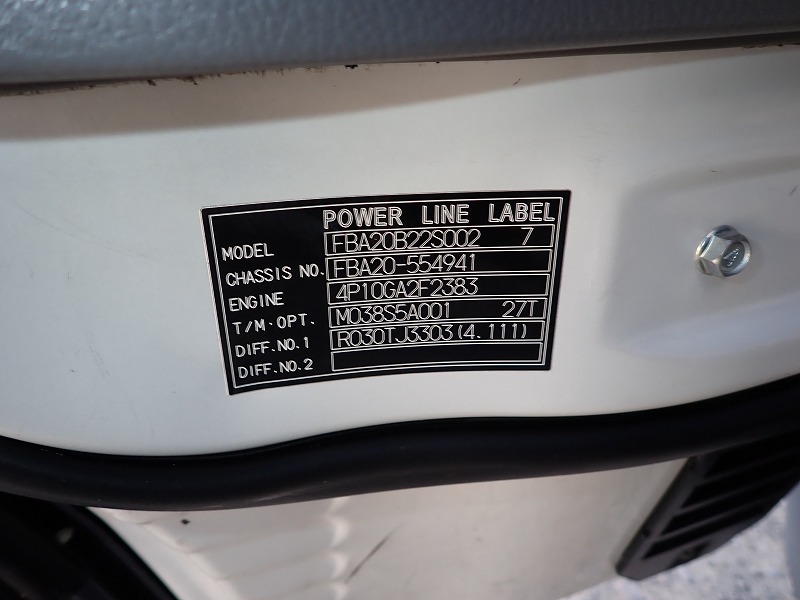 POWER LINE LABEL
MODEL FBA20B22S002 7
CHASSIS NO. FBA20-554941
ENGINE 4P10GA2F2383
T/M·OPT. M038S5A001 27T
DIFF.NO.1 R030TJ3303(4.111)
DIFF.NO.2